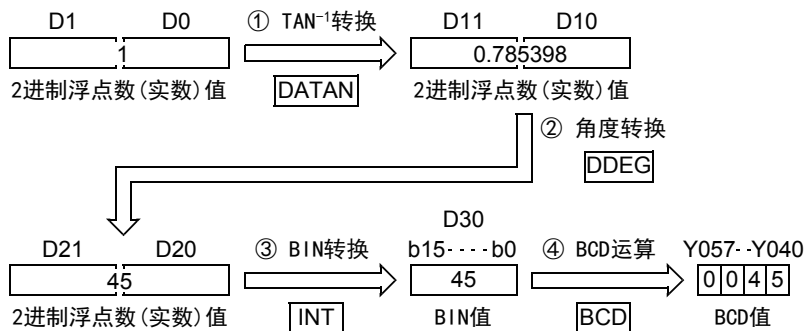 D1 D0 ① TAN⁻¹转换 D11 D10
1 0.785398
2进制浮点数(实数)值 DATAN 2进制浮点数(实数)值
② 角度转换
DDEG
D30
D21 D20 ③ BIN转换 b15----b0 ④ BCD运算 Y057--Y040
45 45 0 0 4 5
2进制浮点数(实数)值 INT BIN值 BCD BCD值